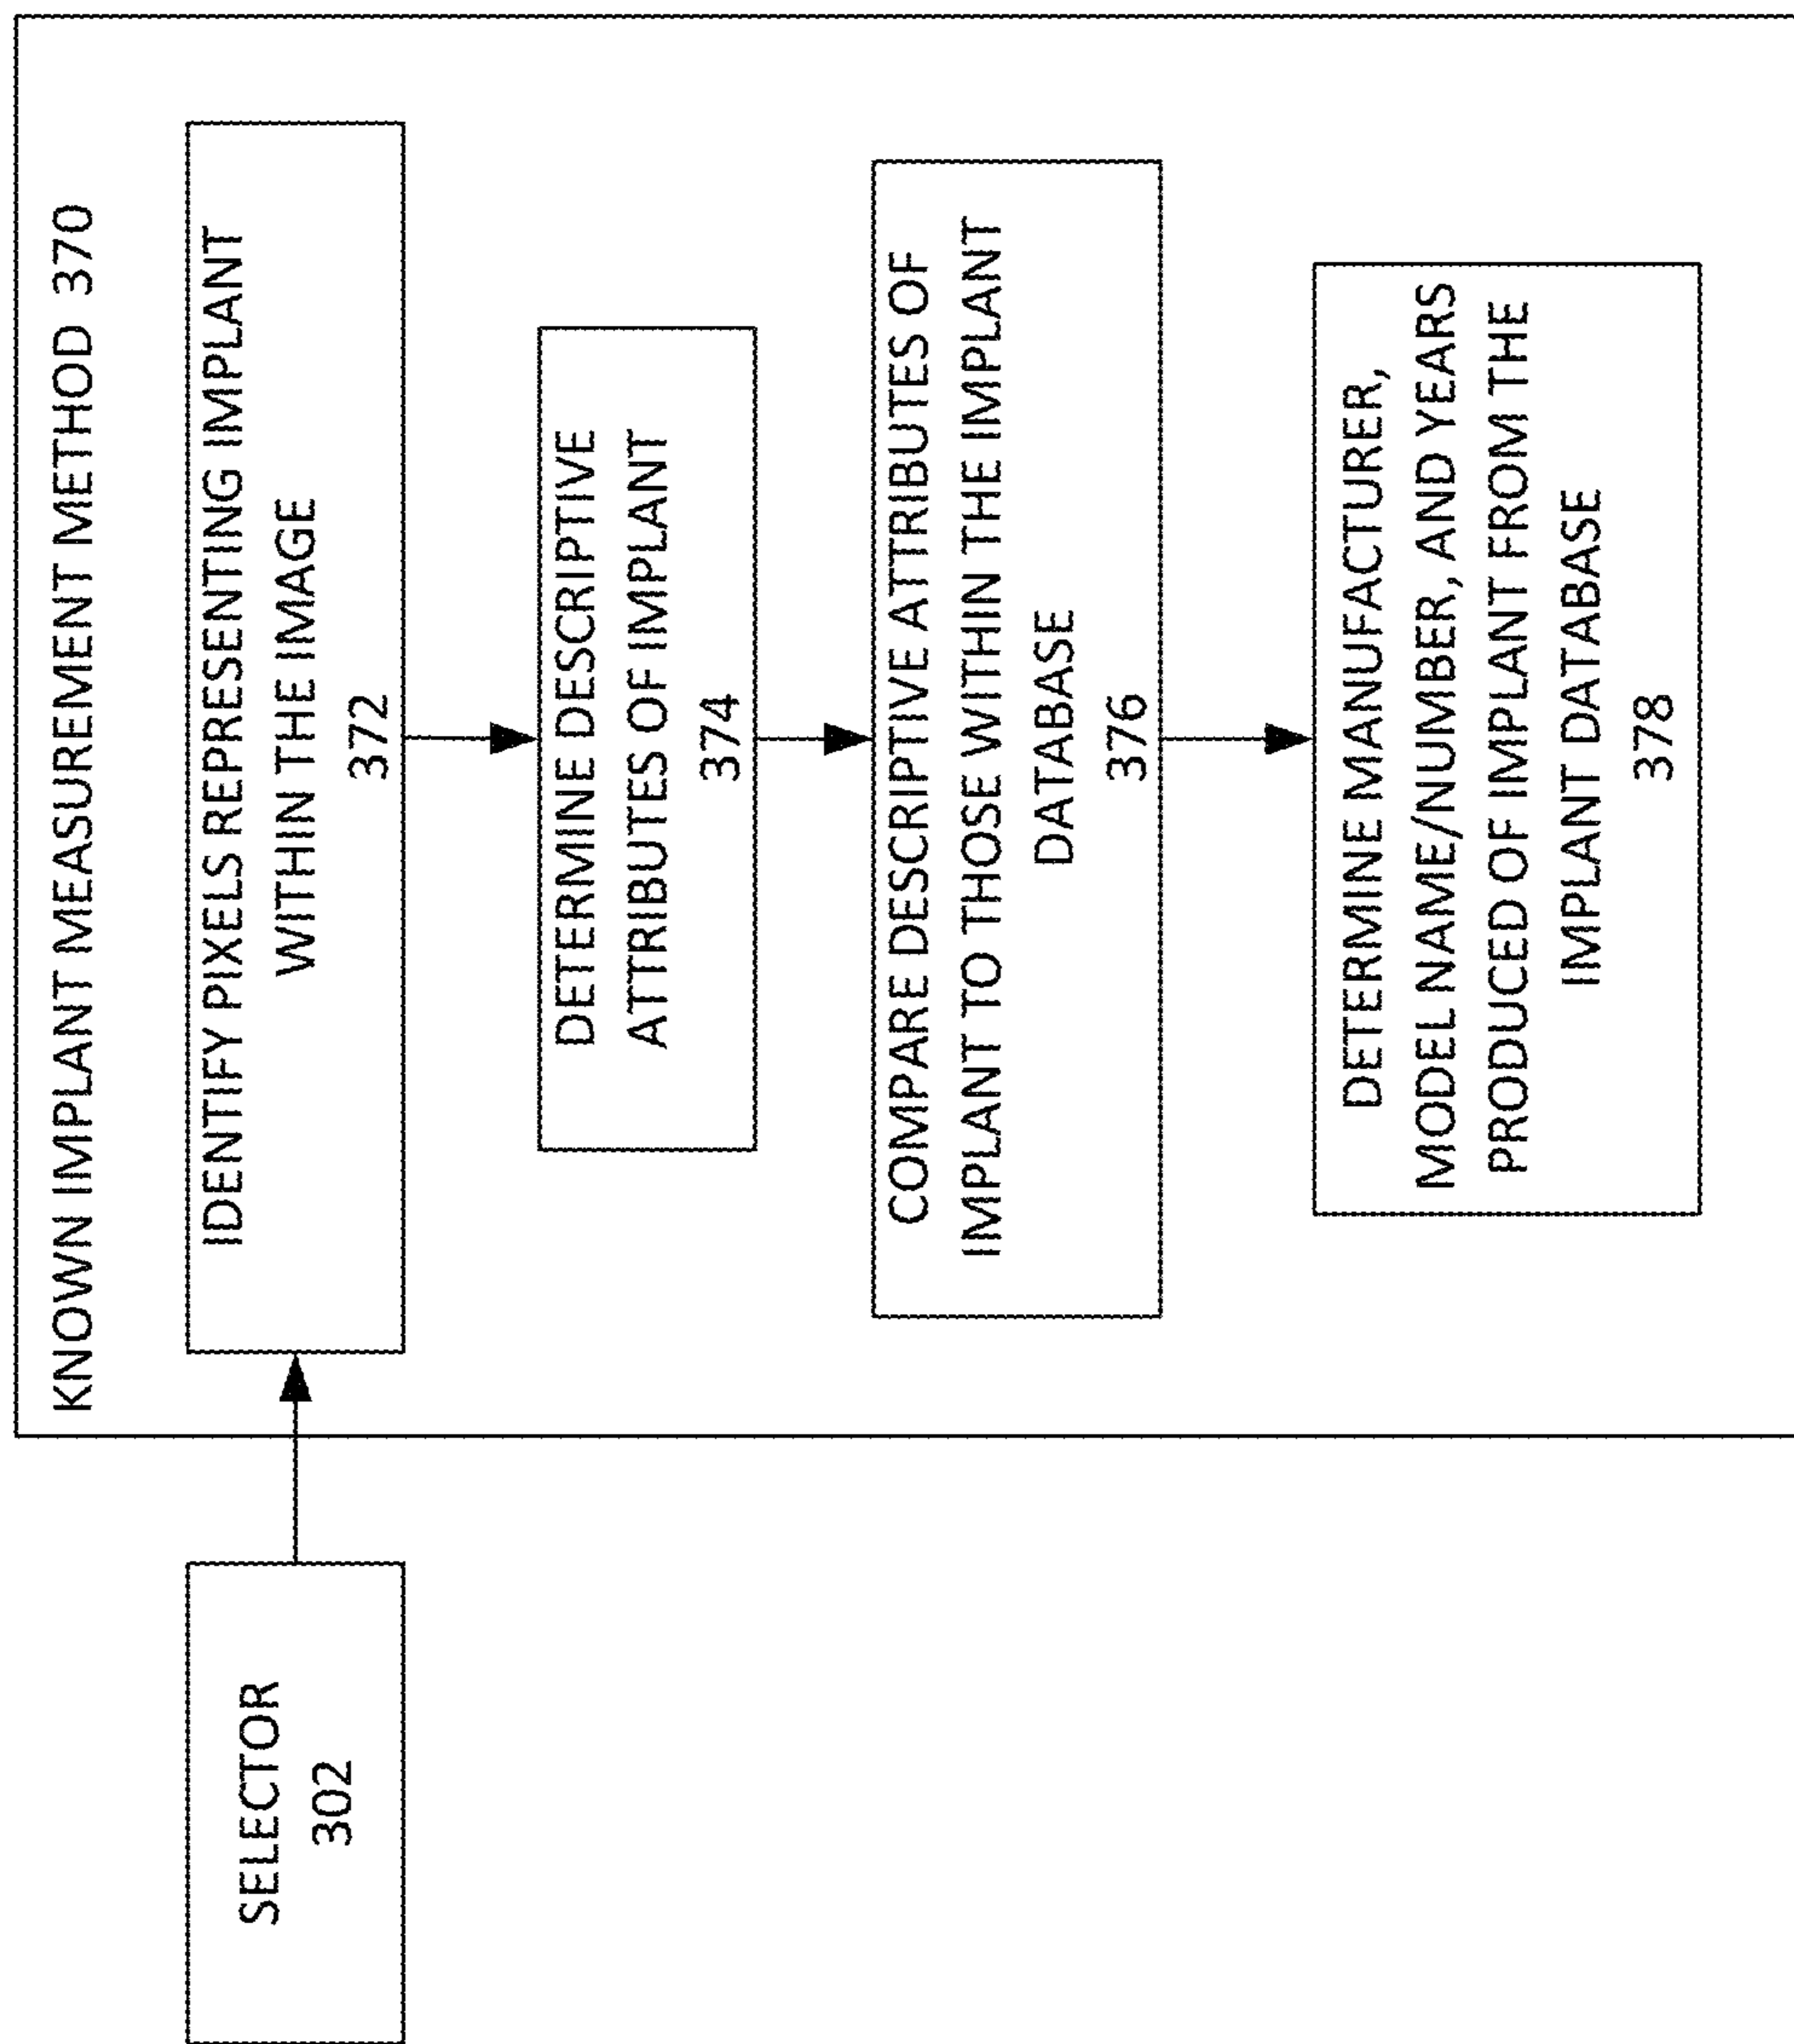 KNOWN IMPLANT MEASUREMENT METHOD 370
SELECTOR
302
IDENTIFY PIXELS REPRESENTING IMPLANT
WITHIN THE IMAGE
372
DETERMINE DESCRIPTIVE
ATTRIBUTES OF IMPLANT
374
COMPARE DESCRIPTIVE ATTRIBUTES OF
IMPLANT TO THOSE WITHIN THE IMPLANT
DATABASE
376
DETERMINE MANUFACTURER,
MODEL NAME/NUMBER, AND YEARS
PRODUCED OF IMPLANT FROM THE
IMPLANT DATABASE
378